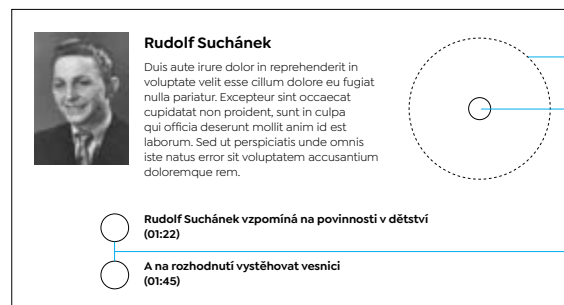 Rudolf Suchánek
Duis aute irure dolor in reprehenderit in
voluptate velit esse cillum dolore eu fugiat
nulla pariatur. Excepteur sint occaecat
cupidatat non proident, sunt in culpa
qui officia deserunt mollit anim id est
laborum. Sed ut perspiciatis unde omnis
iste natus error sit voluptatem accusantium
doloremque rem.
Rudolf Suchánek vzpomíná na povinnosti v dětství
(01:22)
A na rozhodnutí vystěhovat vesnici
(01:45)